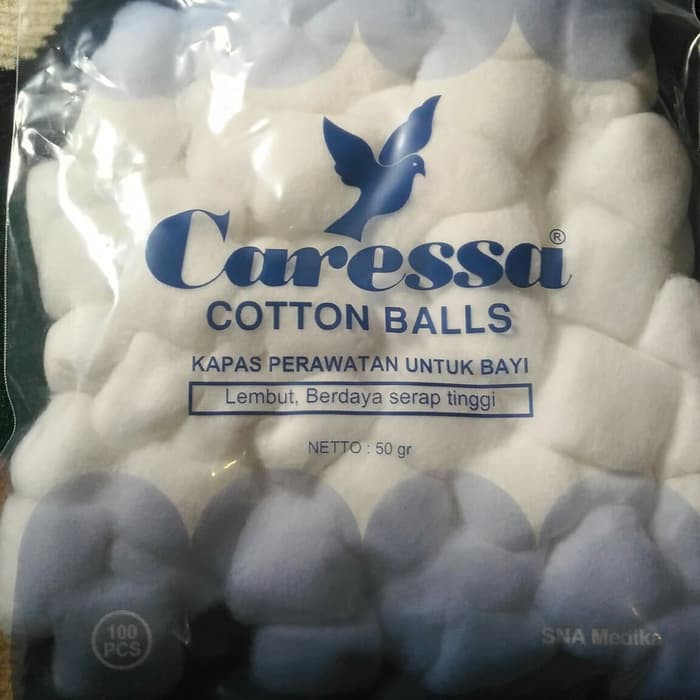 Caressa®
COTTON BALLS
KAPAS PERAWATAN UNTUK BAYI
Lembut, Berdaya serap tinggi
NETTO : 50 gr
100
PCS
SNA Medika